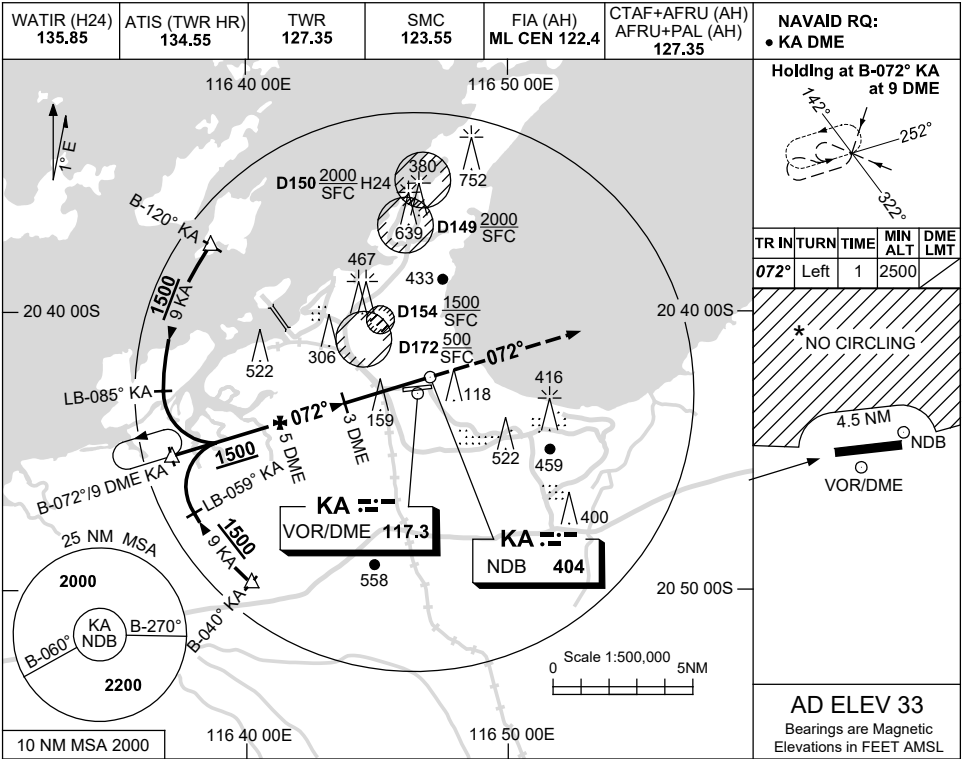 WATIR (H24)
135.85
ATIS (TWR HR)
134.55
TWR
127.35
SMC
123.55
FIA (AH)
ML CEN 122.4
CTAF+AFRU (AH)
AFRU+PAL (AH)
127.35
NAVAID RQ:
• KA DME
Holding at B-072° KA
at 9 DME
142°
252°
322°
TR IN TURN TIME MIN ALT DME LMT
072° Left 1 2500
*NO CIRCLING
4.5 NM
NDB
VOR/DME
AD ELEV 33
Bearings are Magnetic
Elevations in FEET AMSL
116 40 00E
116 50 00E
1° E
380
752
D150 2000 SFC H24
639
D149 2000 SFC
B-120° KA
467
433
1500
9 KA
20 40 00S
20 40 00S
D154 1500 SFC
306
522
D172 500 SFC
072°
LB-085° KA
416
118
159
072°
3 DME
5 DME
1500
522
459
B-072°/9 DME KA
LB-059° KA
KA
VOR/DME 117.3
KA
NDB 404
400
1500
9 KA
558
B-040° KA
20 50 00S
25 NM MSA
2000
KA
NDB
B-270°
B-060°
2200
Scale 1:500,000
0
5NM
10 NM MSA 2000
116 40 00E
116 50 00E